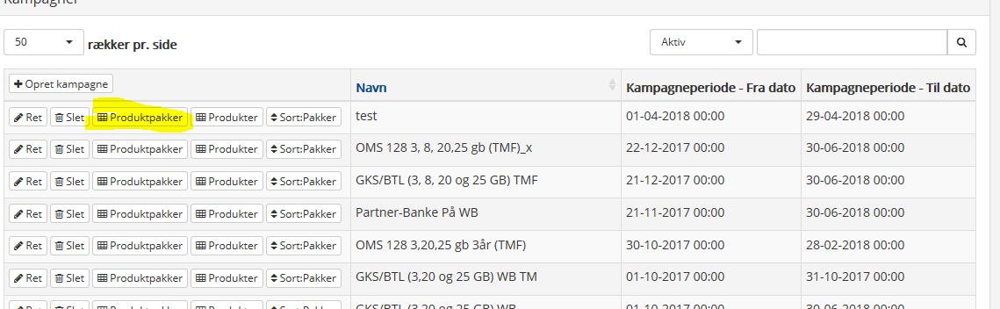 Kampagner
50 rækker pr. side Aktiv
Opret kampagne Navn Kampagneperiode - Fra dato Kampagneperiode - Til dato
Ret Slet Produktpakker Produkter Sort:Pakker test 01-04-2018 00:00 29-04-2018 00:00
Ret Slet Produktpakker Produkter Sort:Pakker OMS 128 3, 8, 20,25 gb (TMF)_x 22-12-2017 00:00 30-06-2018 00:00
Ret Slet Produktpakker Produkter Sort:Pakker GKS/BTL (3, 8, 20 og 25 GB) TMF 21-12-2017 00:00 30-06-2018 00:00
Ret Slet Produktpakker Produkter Sort:Pakker Partner-Banke På WB 21-11-2017 00:00 30-06-2018 00:00
Ret Slet Produktpakker Produkter Sort:Pakker OMS 128 3,20,25 gb 3år (TMF) 30-10-2017 00:00 28-02-2018 00:00
Ret Slet Produktpakker Produkter Sort:Pakker GKS/BTL (3,20 og 25 GB) WB TM 01-10-2017 00:00 31-10-2017 00:00
GKS/BTL (3,20 og 25 GB) WB 01-10-2017 00:00 30-06-2018 00:00